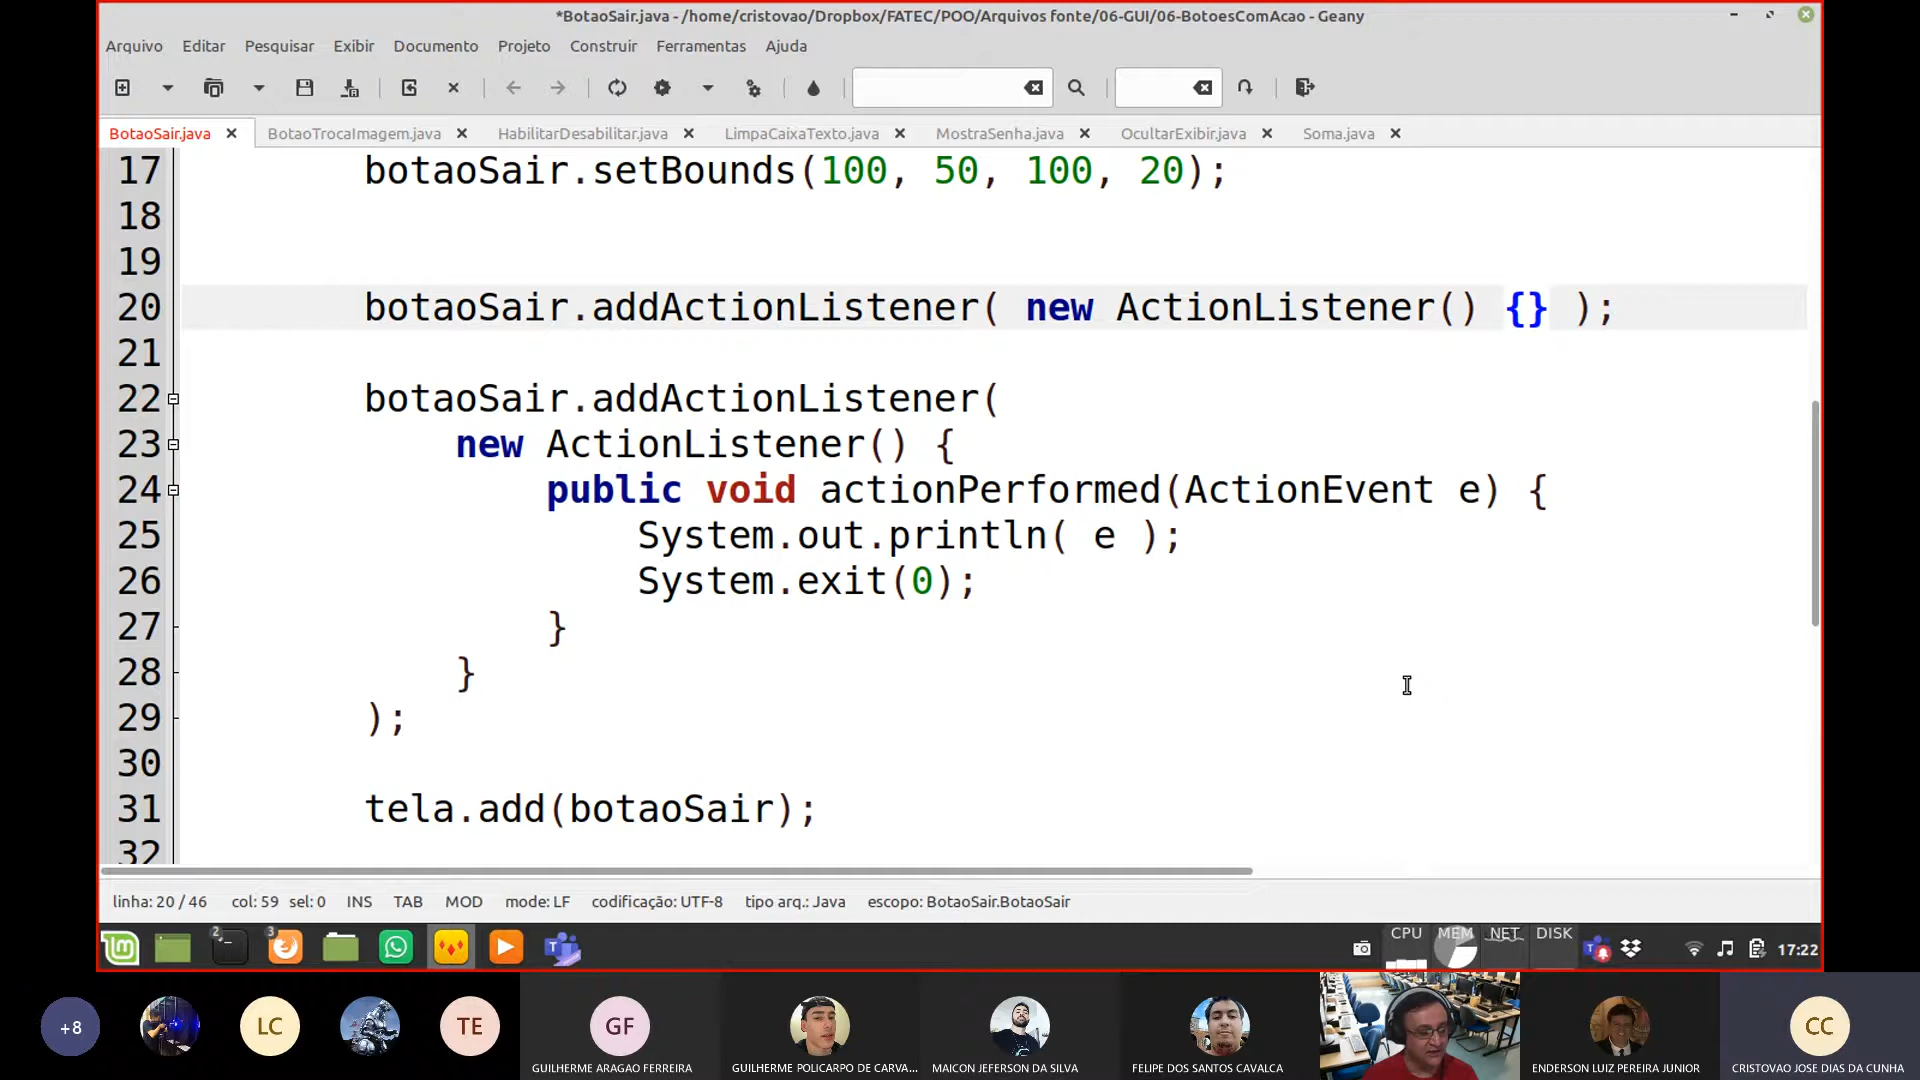 *BotaoSair.java - /home/cristovao/Dropbox/FATEC/POO/Arquivos fonte/06-GUI/06-BotoesComAcao - Geany
Arquivo Editar Pesquisar Exibir Documento Projeto Construir Ferramentas Ajuda
BotaoSair.java BotaoTrocaImagem.java HabilitarDesabilitar.java LimpaCaixaTexto.java MostraSenha.java OcultarExibir.java Soma.java
17 botaoSair.setBounds(100, 50, 100, 20);
18
19
20 botaoSair.addActionListener( new ActionListener() {} );
21
22 botaoSair.addActionListener(
23 new ActionListener() {
24 public void actionPerformed(ActionEvent e) {
25 System.out.println( e );
26 System.exit(0);
27 }
28 }
29 );
30
31 tela.add(botaoSair);
32
linha: 20 / 46 col: 59 sel: 0 INS TAB MOD mode: LF codificação: UTF-8 tipo arq.: Java escopo: BotaoSair.BotaoSair
2 3 CPU MEM NET DISK 17:22
+8 LC TE GF CC
GUILHERME ARAGAO FERREIRA GUILHERME POLICARPO DE CARVA... MAICON JEFERSON DA SILVA FELIPE DOS SANTOS CAVALCA ENDERSON LUIZ PEREIRA JUNIOR CRISTOVAO JOSE DIAS DA CUNHA